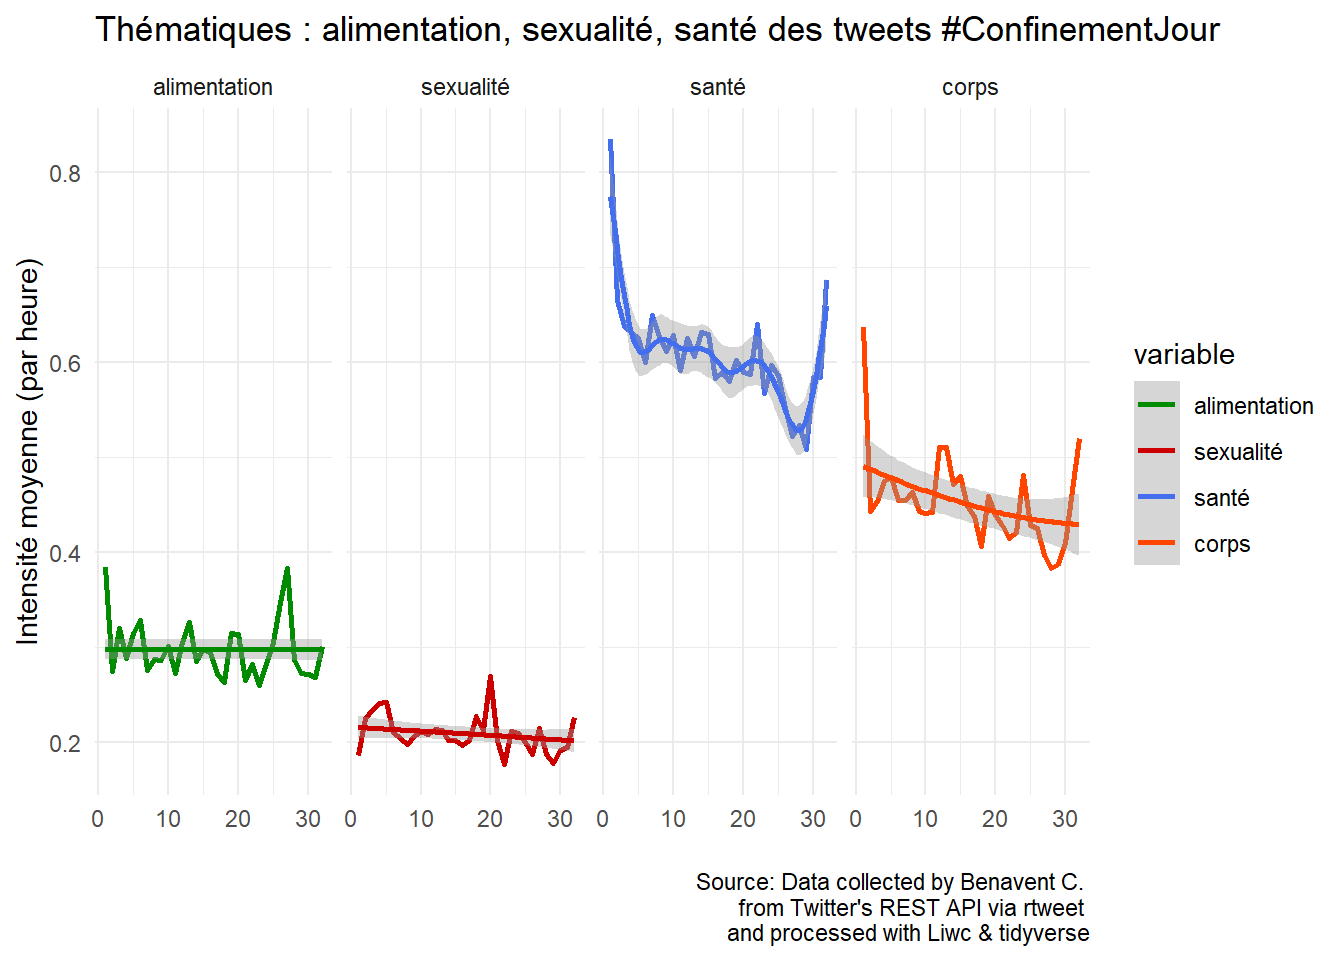 Thématiques : alimentation, sexualité, santé des tweets #ConfinementJour
alimentation
sexualité
santé
corps
Intensité moyenne (par heure)
0.8
0.6
0.4
0.2
0 10 20 30
0 10 20 30
0 10 20 30
0 10 20 30
variable
alimentation
sexualité
santé
corps
Source: Data collected by Benavent C.
from Twitter's REST API via rtweet
and processed with Liwc & tidyverse